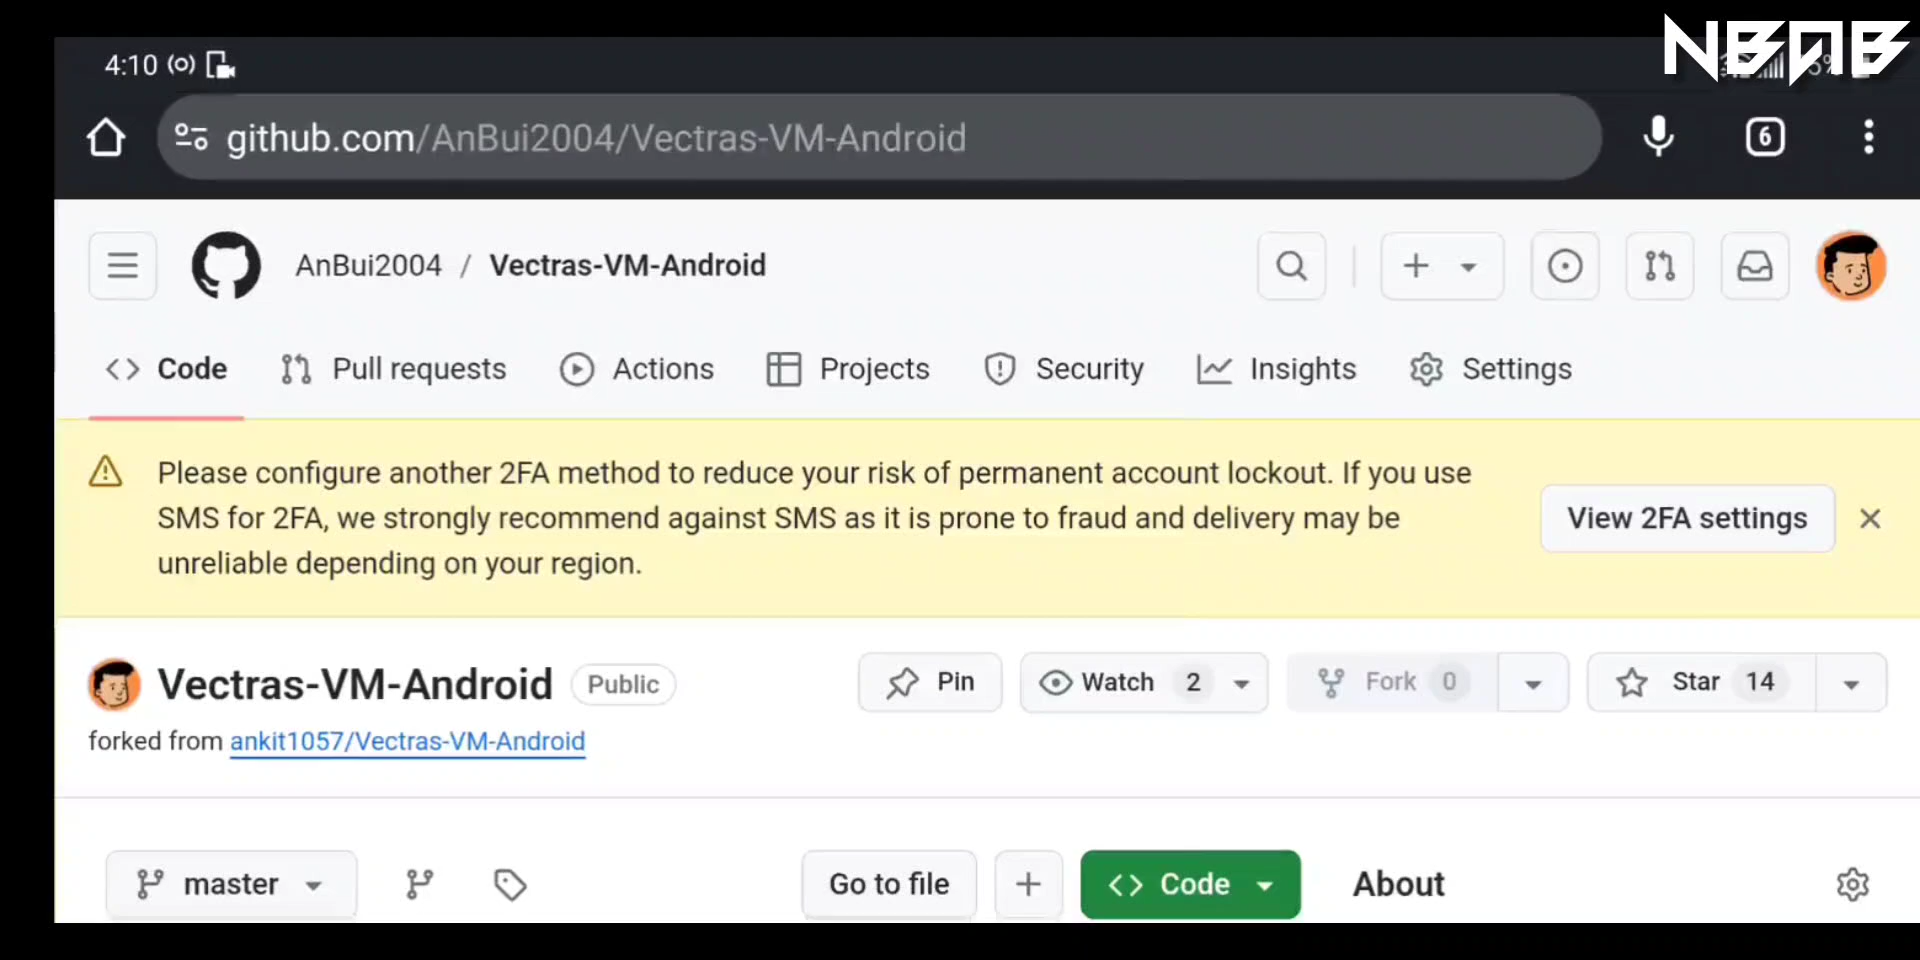 NBAB
4:10
github.com/AnBui2004/Vectras-VM-Android
6
AnBui2004 / Vectras-VM-Android
Code Pull requests Actions Projects Security Insights Settings
Please configure another 2FA method to reduce your risk of permanent account lockout. If you use
SMS for 2FA, we strongly recommend against SMS as it is prone to fraud and delivery may be
unreliable depending on your region.
View 2FA settings
Vectras-VM-Android Public
Pin Watch 2 Fork 0 Star 14
forked from ankit1057/Vectras-VM-Android
master Go to file Code About